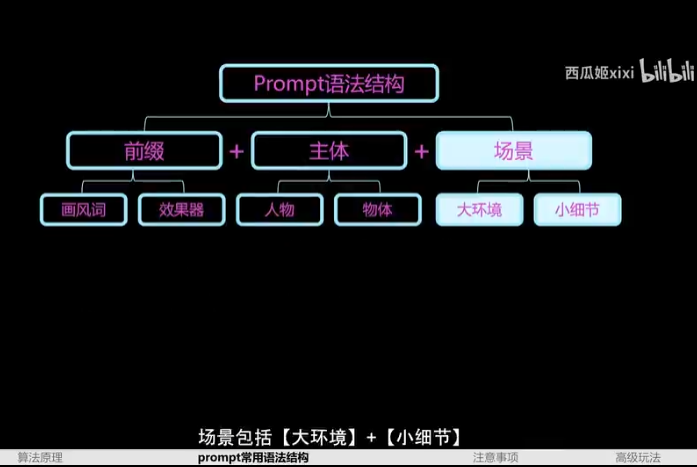 西瓜姬xixi bilibili
Prompt语法结构
前缀 + 主体 + 场景
画风词 效果器 人物 物体 大环境 小细节
场景包括【大环境】+【小细节】
算法原理 prompt常用语法结构 注意事项 高级玩法